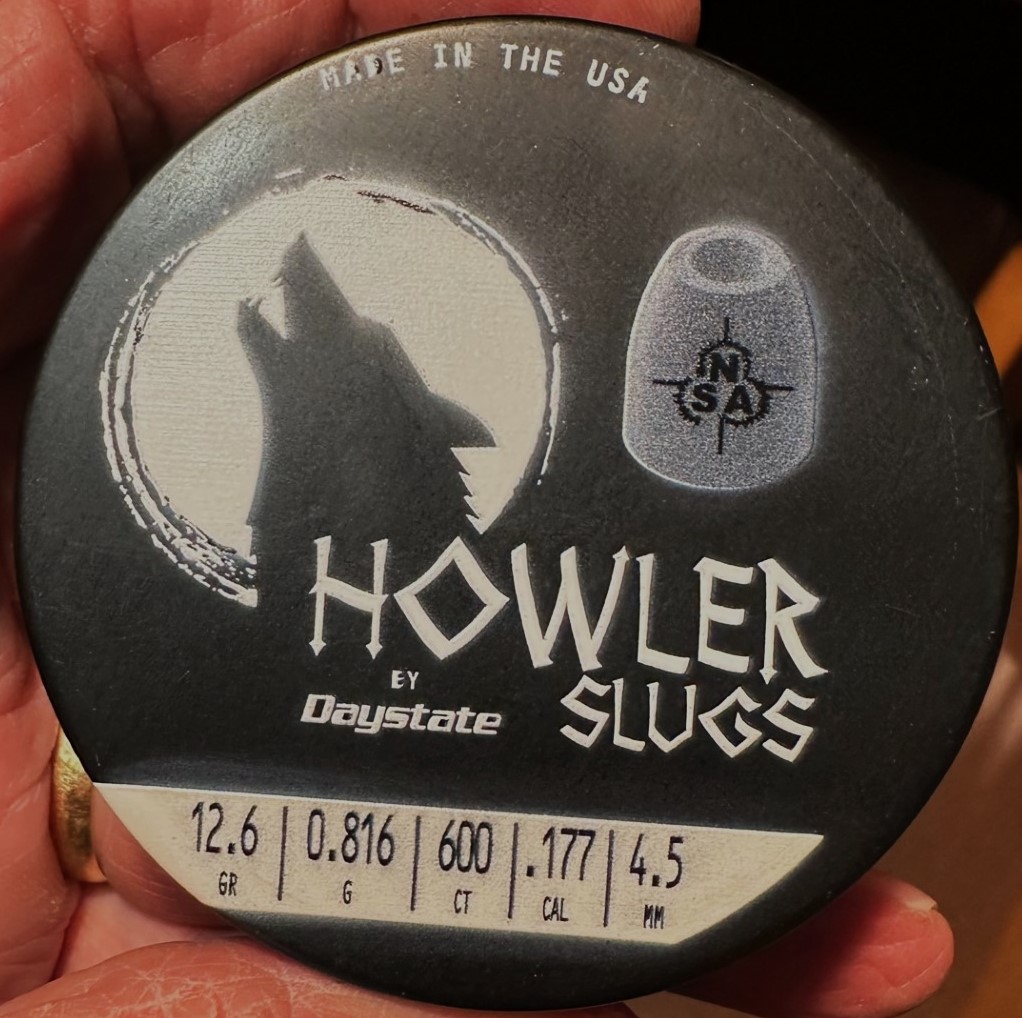 MADE IN THE USA
N
SA
HOWLER
BY
Daystate
SLUGS
12.6 | 0.816 | 600 | .177 | 4.5
GR G CT CAL MM